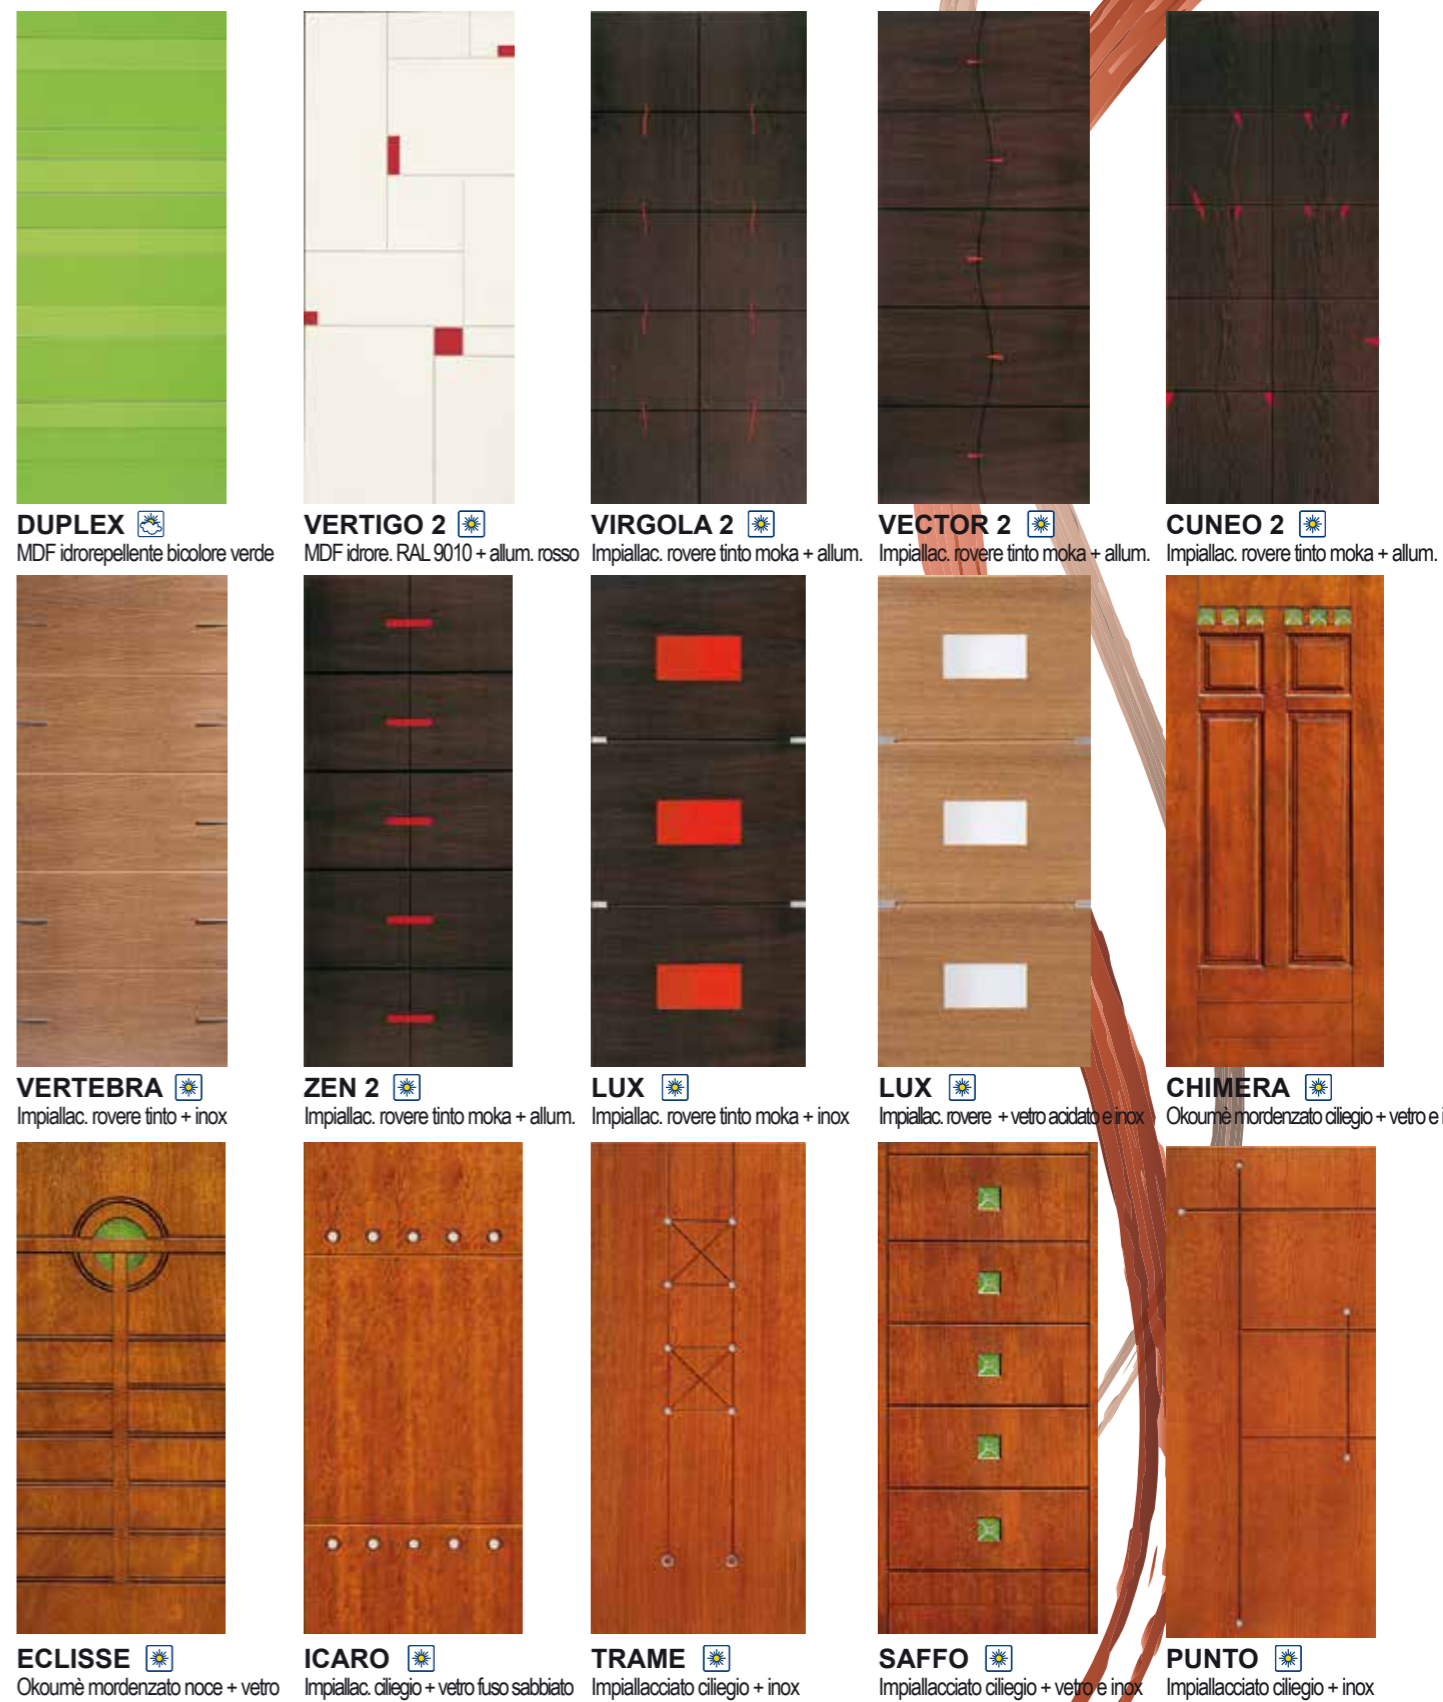 DUPLEX
MDF idrorepellente bicolore verde
VERTIGO 2
MDF idrore. RAL 9010 + allum. rosso
VIRGOLA 2
Impiallac. rovere tinto moka + allum.
VECTOR 2
Impiallac. rovere tinto moka + allum.
CUNEO 2
Impiallac. rovere tinto moka + allum.
VERTEBRA
Impiallac. rovere tinto + inox
ZEN 2
Impiallac. rovere tinto moka + allum.
LUX
Impiallac. rovere tinto moka + inox
LUX
Impiallac. rovere + vetro acidato e inox
CHIMERA
Okoumè mordenzato ciliegio + vetro e
ECLISSE
Okoumè mordenzato noce + vetro
ICARO
Impiallac. ciliegio + vetro fuso sabbiato
TRAME
Impiallacciato ciliegio + inox
SAFFO
Impiallacciato ciliegio + vetro e inox
PUNTO
Impiallacciato ciliegio + inox